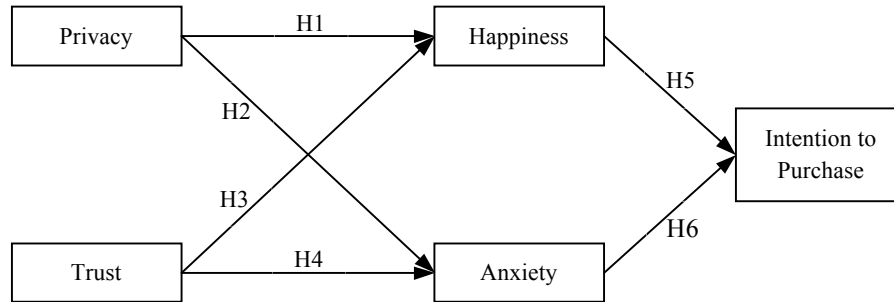 Privacy
H1
Happiness
H5
H2
Intention to
Purchase
H3
H6
Trust
H4
Anxiety